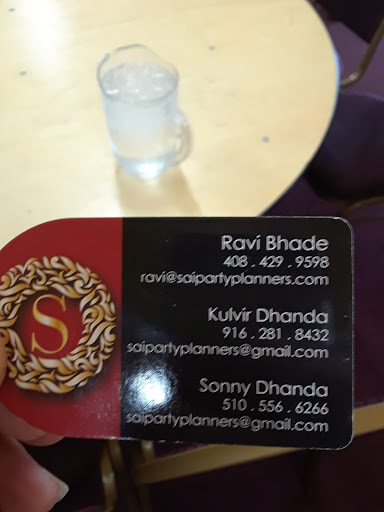 S
Ravi Bhade
408 . 429 . 9598
ravi@saipartyplanners.com
Kulvir Dhanda
916 . 281 . 8432
saipartyplanners@gmail.com
Sonny Dhanda
510 . 556 . 6266
saipartyplanners@gmail.com